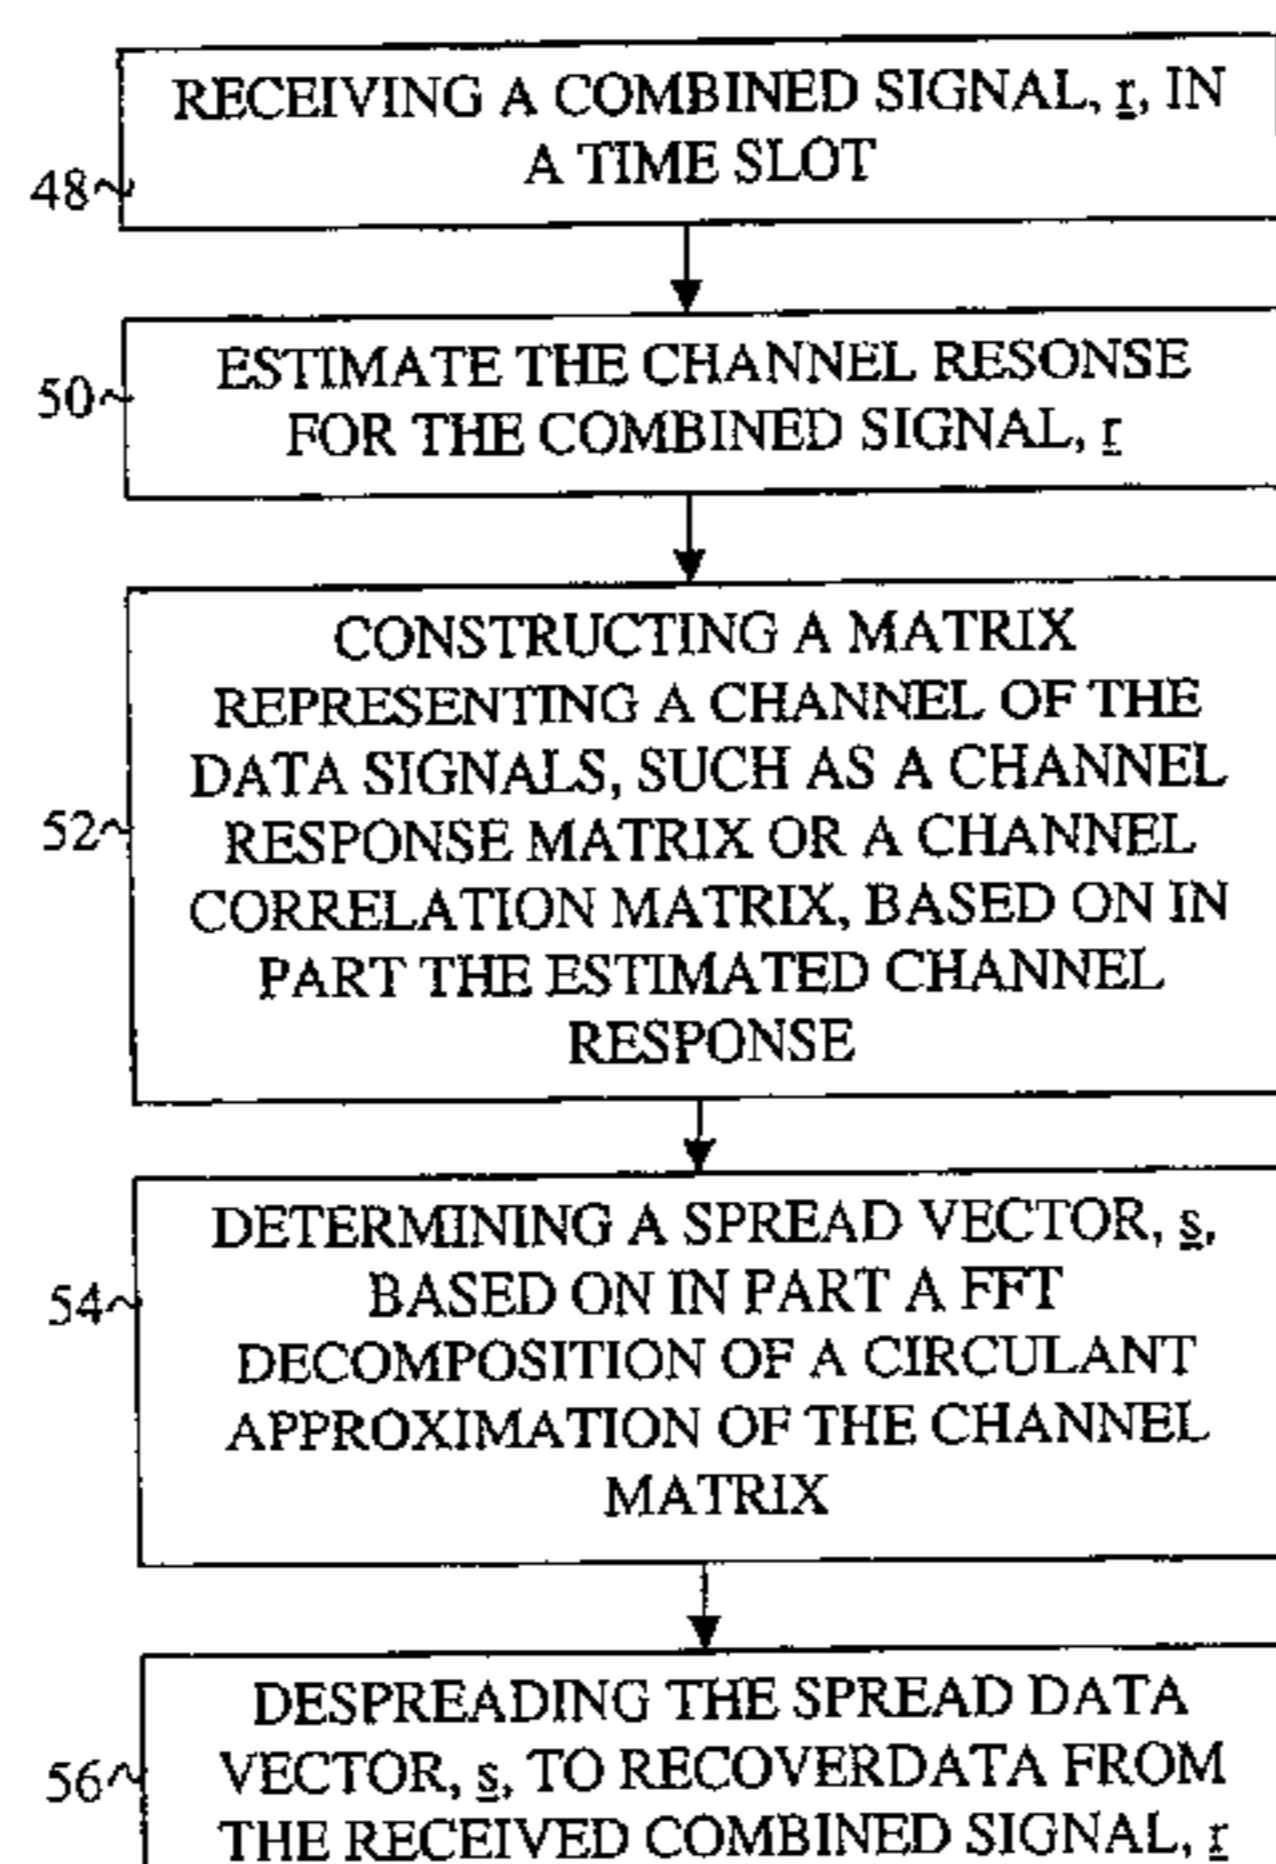 RECEIVING A COMBINED SIGNAL, r, IN
A TIME SLOT
48
ESTIMATE THE CHANNEL RESONSE
FOR THE COMBINED SIGNAL, r
50
CONSTRUCTING A MATRIX
REPRESENTING A CHANNEL OF THE
DATA SIGNALS, SUCH AS A CHANNEL
RESPONSE MATRIX OR A CHANNEL
CORRELATION MATRIX, BASED ON IN
PART THE ESTIMATED CHANNEL
RESPONSE
52
DETERMINING A SPREAD VECTOR, s,
BASED ON IN PART A FFT
DECOMPOSITION OF A CIRCULANT
APPROXIMATION OF THE CHANNEL
MATRIX
54
DESPREADING THE SPREAD DATA
VECTOR, s, TO RECOVERDATA FROM
THE RECEIVED COMBINED SIGNAL, r
56